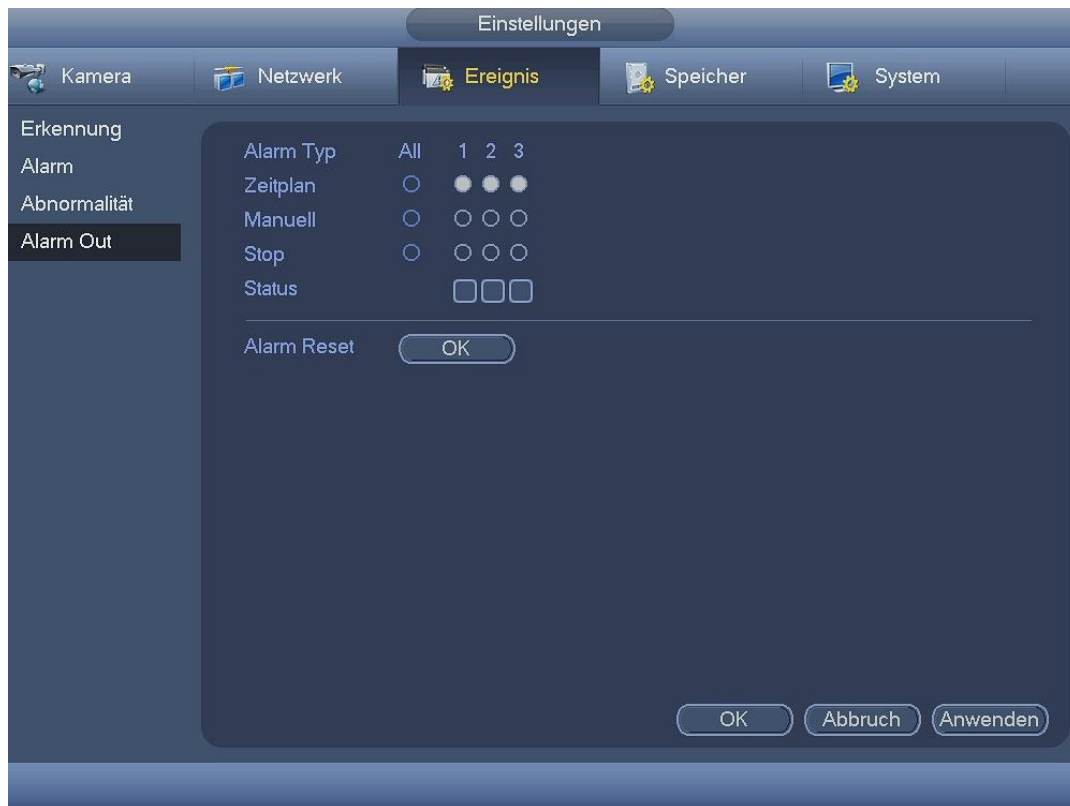 Einstellungen
Kamera Netzwerk Ereignis Speicher System
Erkennung
Alarm
Abnormalität
Alarm Out
Alarm Typ All 1 2 3
Zeitplan
Manuell
Stop
Status
Alarm Reset OK
OK Abbruch Anwenden